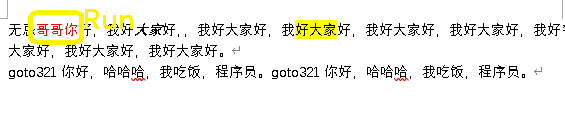 Run
无忌哥哥你好，我好大家好，，我好大家好，我好大家好，我好大家好，我好大家好，我好
大家好，我好大家好，我好大家好。
goto321 你好，哈哈哈，我吃饭，程序员。goto321 你好，哈哈哈，我吃饭，程序员。